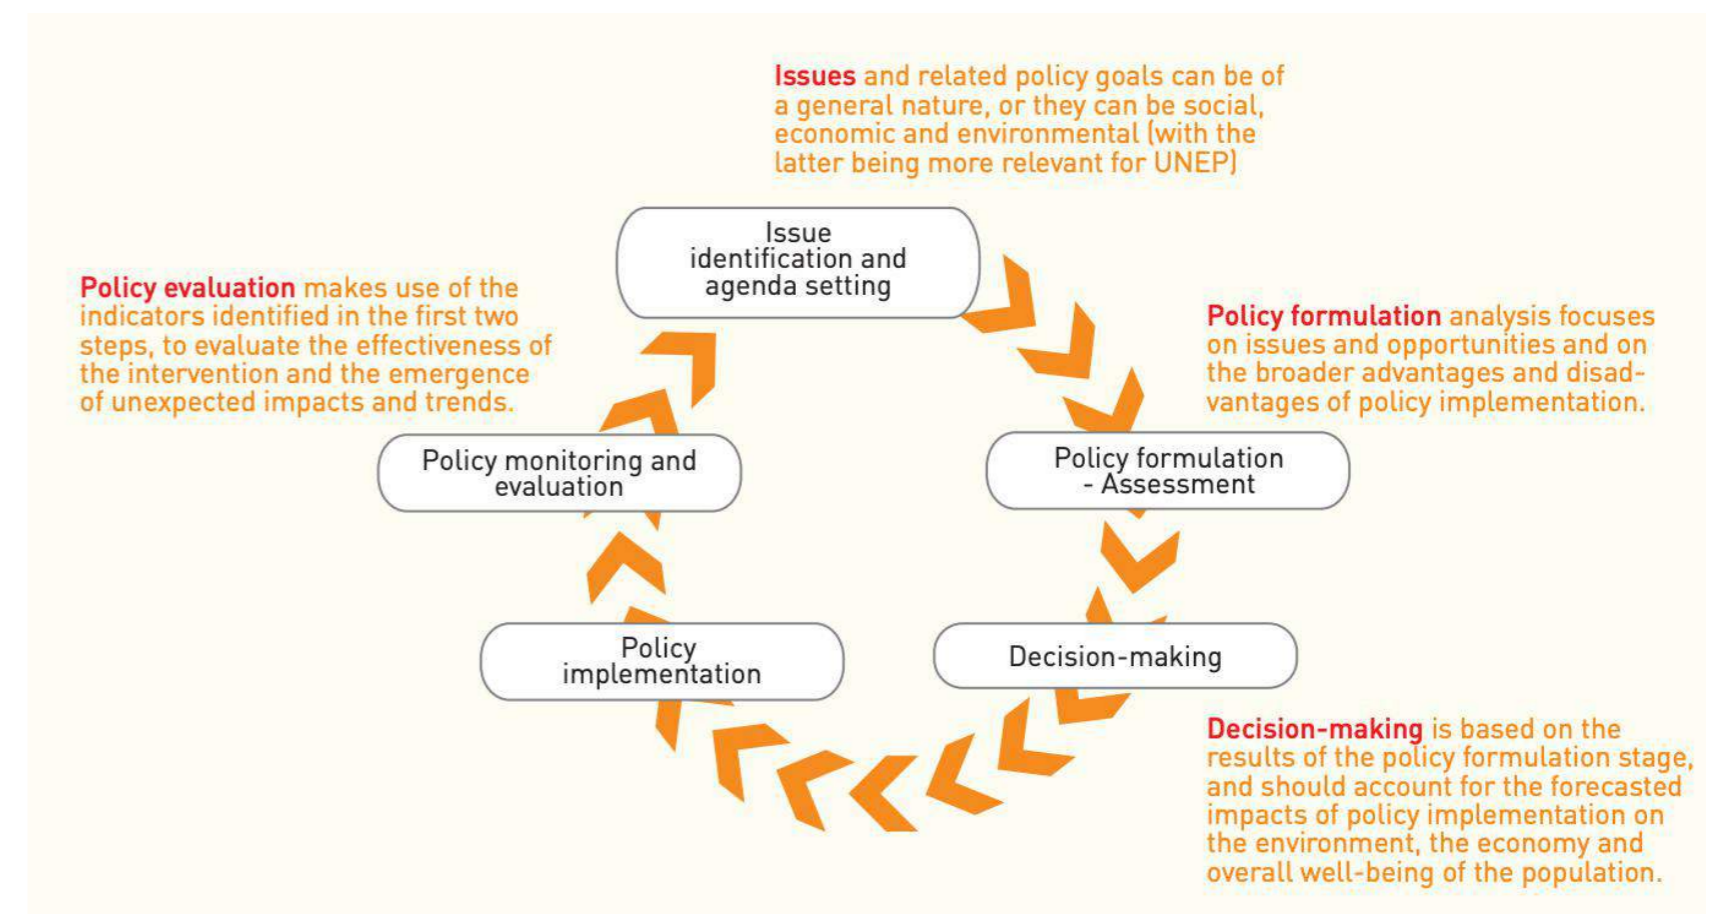 Issues and related policy goals can be of
a general nature, or they can be social,
economic and environmental (with the
latter being more relevant for UNEP)
Issue
identification and
agenda setting
Policy evaluation makes use of the
indicators identified in the first two
steps, to evaluate the effectiveness of
the intervention and the emergence
of unexpected impacts and trends.
Policy formulation analysis focuses
on issues and opportunities and on
the broader advantages and disad-
vantages of policy implementation.
Policy monitoring and
evaluation
Policy formulation
- Assessment
Policy
implementation
Decision-making
Decision-making is based on the
results of the policy formulation stage,
and should account for the forecasted
impacts of policy implementation on
the environment, the economy and
overall well-being of the population.